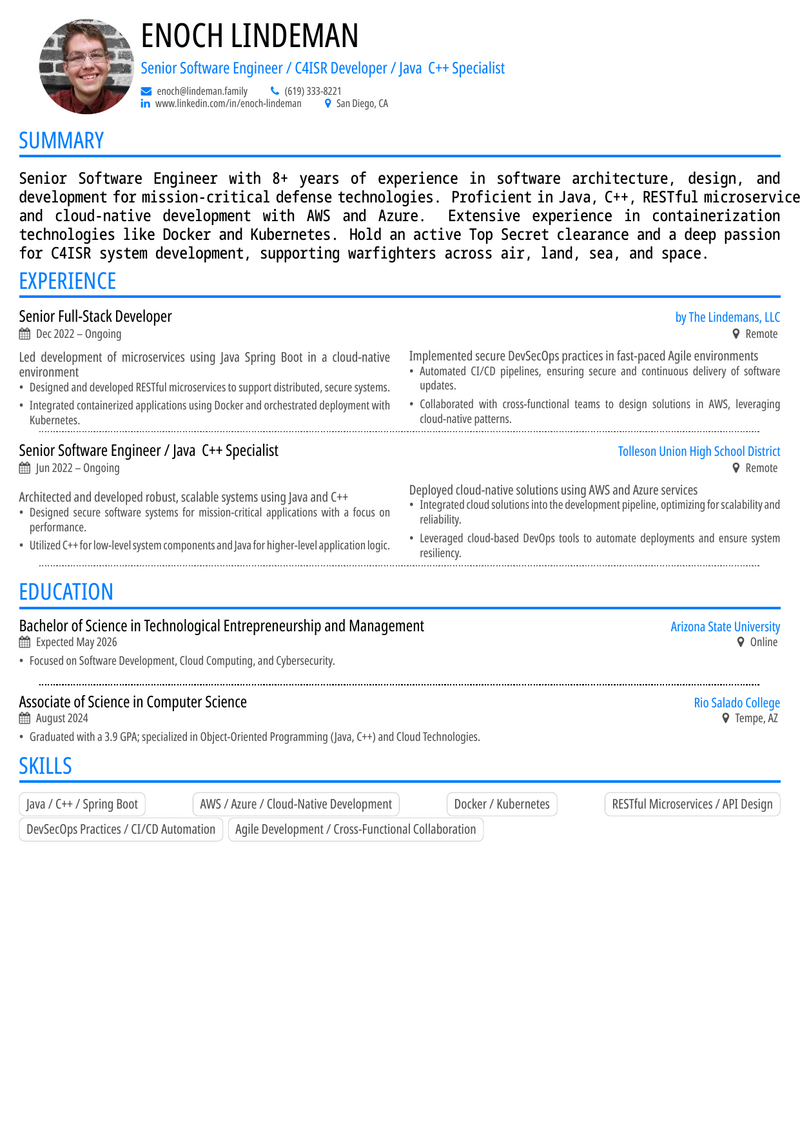 ENOCH LINDEMAN
Senior Software Engineer / C4ISR Developer / Java C++ Specialist
enoch@lindeman.family (619) 333-8221
www.linkedin.com/in/enoch-lindeman San Diego, CA
SUMMARY
Senior Software Engineer with 8+ years of experience in software architecture, design, and
development for mission-critical defense technologies. Proficient in Java, C++, RESTful microservice
and cloud-native development with AWS and Azure. Extensive experience in containerization
technologies like Docker and Kubernetes. Hold an active Top Secret clearance and a deep passion
for C4ISR system development, supporting warfighters across air, land, sea, and space.
EXPERIENCE
Senior Full-Stack Developer by The Lindemans, LLC
Dec 2022 – Ongoing Remote
Led development of microservices using Java Spring Boot in a cloud-native
environment
• Designed and developed RESTful microservices to support distributed, secure systems.
• Integrated containerized applications using Docker and orchestrated deployment with
Kubernetes.
Implemented secure DevSecOps practices in fast-paced Agile environments
• Automated CI/CD pipelines, ensuring secure and continuous delivery of software
updates.
• Collaborated with cross-functional teams to design solutions in AWS, leveraging
cloud-native patterns.
Senior Software Engineer / Java C++ Specialist Tolleson Union High School District
Jun 2022 – Ongoing Remote
Architected and developed robust, scalable systems using Java and C++
• Designed secure software systems for mission-critical applications with a focus on
performance.
• Utilized C++ for low-level system components and Java for higher-level application logic.
Deployed cloud-native solutions using AWS and Azure services
• Integrated cloud solutions into the development pipeline, optimizing for scalability and
reliability.
• Leveraged cloud-based DevOps tools to automate deployments and ensure system
resiliency.
EDUCATION
Bachelor of Science in Technological Entrepreneurship and Management Arizona State University
Expected May 2026 Online
• Focused on Software Development, Cloud Computing, and Cybersecurity.
Associate of Science in Computer Science Rio Salado College
August 2024 Tempe, AZ
• Graduated with a 3.9 GPA; specialized in Object-Oriented Programming (Java, C++) and Cloud Technologies.
SKILLS
Java / C++ / Spring Boot AWS / Azure / Cloud-Native Development Docker / Kubernetes RESTful Microservices / API Design
DevSecOps Practices / CI/CD Automation Agile Development / Cross-Functional Collaboration